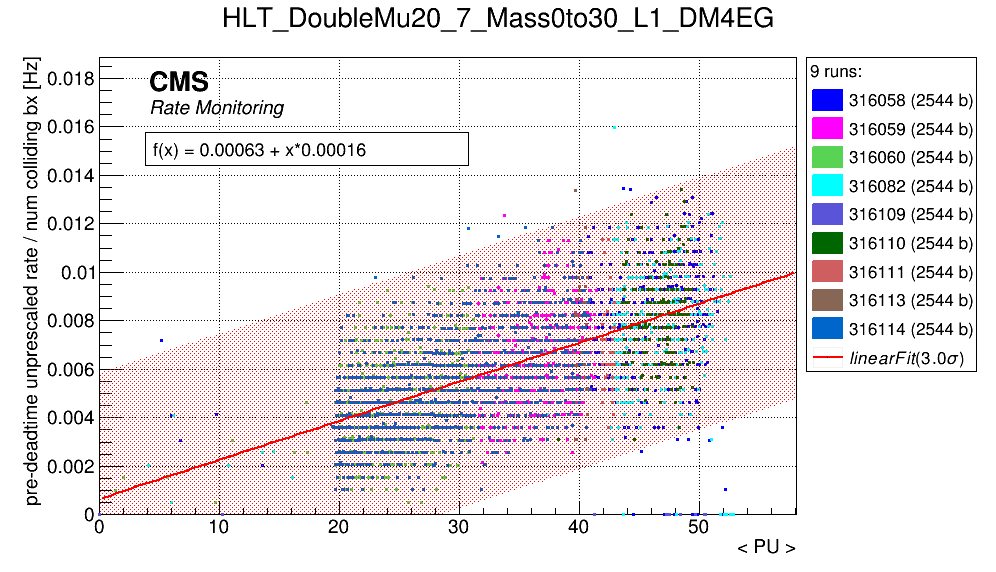 HLT_DoubleMu20_7_Mass0to30_L1_DM4EG
pre-deadtime unprescaled rate / num colliding bx [Hz]
0.018
0.016
0.014
0.012
0.01
0.008
0.006
0.004
0.002
0
CMS
Rate Monitoring
f(x) = 0.00063 + x*0.00016
0 10 20 30 40 50
< PU >
9 runs:
316058 (2544 b)
316059 (2544 b)
316060 (2544 b)
316082 (2544 b)
316109 (2544 b)
316110 (2544 b)
316111 (2544 b)
316113 (2544 b)
316114 (2544 b)
linearFit(3.0σ)